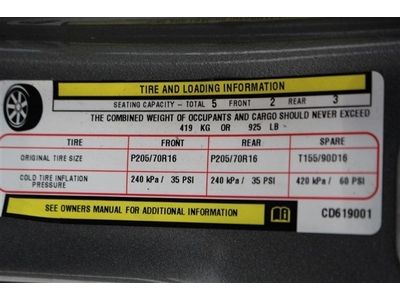 TIRE AND LOADING INFORMATION
SEATING CAPACITY - TOTAL 5 FRONT 2 REAR 3
THE COMBINED WEIGHT OF OCCUPANTS AND CARGO SHOULD NEVER EXCEED
419 KG OR 925 LB -
TIRE FRONT REAR SPARE
ORIGINAL TIRE SIZE P205/70R16 P205/70R16 T155/90D16
COLD TIRE INFLATION PRESSURE 240 kPa / 35 PSI 240 kPa / 35 PSI 420 kPa / 60 PSI
SEE OWNERS MANUAL FOR ADDITIONAL INFORMATION
CD619001